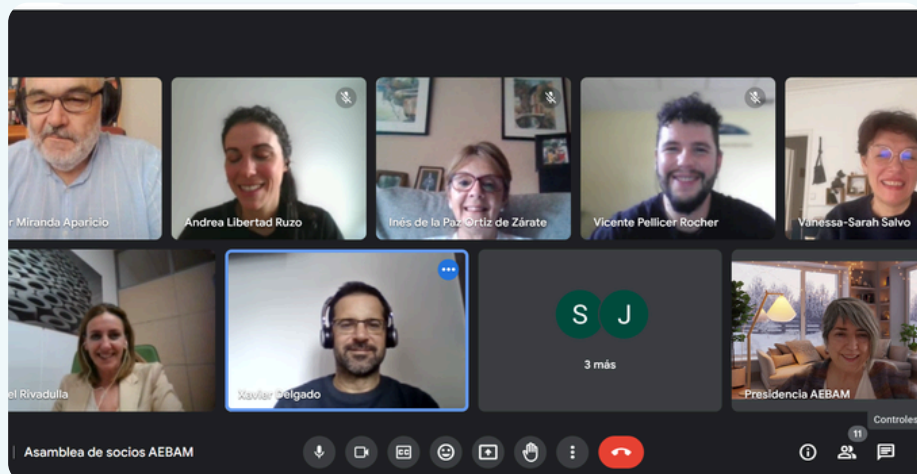 r Miranda Aparicio
Andrea Libertad Ruzo
Inés de la Paz Ortiz de Zárate
Vicente Pellicer Rocher
Vanessa-Sarah Salvo
el Rivadulla
Xavier Delgado
S J
3 más
Presidencia AEBAM
Controles
11
Asamblea de socios AEBAM
CC